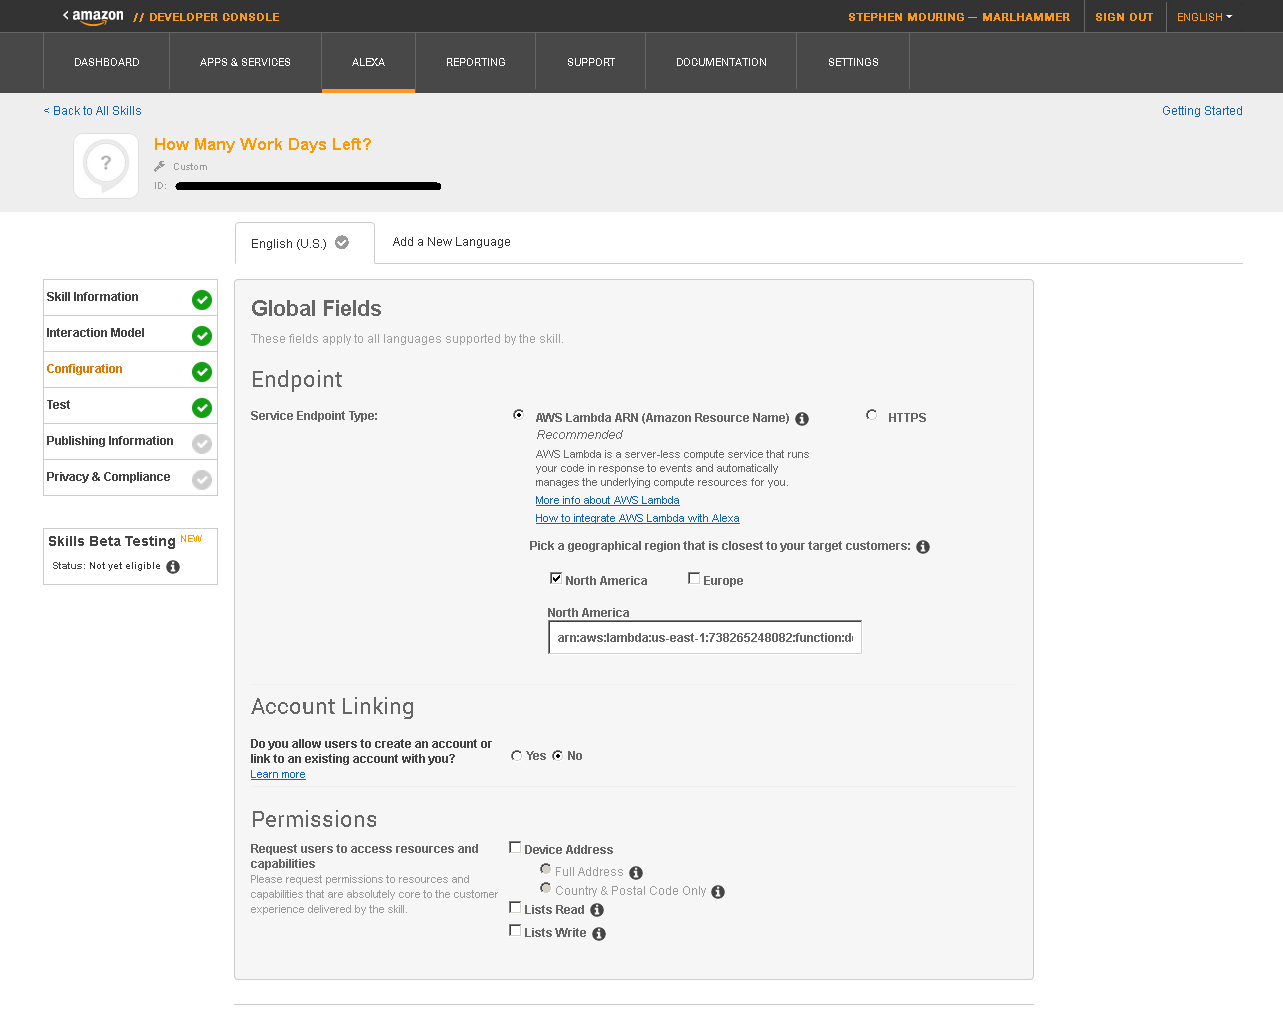 < amazon // DEVELOPER CONSOLE
STEPHEN MOURING — MARLHAMMER SIGN OUT ENGLISH
DASHBOARD APPS & SERVICES ALEXA REPORTING SUPPORT DOCUMENTATION SETTINGS
< Back to All Skills Getting Started
?
How Many Work Days Left?
Custom
ID:
English (U.S.) Add a New Language
Skill Information
Interaction Model
Configuration
Test
Publishing Information
Privacy & Compliance
Skills Beta Testing NEW
Status: Not yet eligible
Global Fields
These fields apply to all languages supported by the skill.
Endpoint
Service Endpoint Type:
AWS Lambda ARN (Amazon Resource Name) HTTPS
Recommended
AWS Lambda is a server-less compute service that runs
your code in response to events and automatically
manages the underlying compute resources for you.
More info about AWS Lambda
How to integrate AWS Lambda with Alexa
Pick a geographical region that is closest to your target customers:
North America Europe
North America
arn:aws:lambda:us-east-1:738265248082:function:d
Account Linking
Do you allow users to create an account or
link to an existing account with you?
Yes No
Learn more
Permissions
Request users to access resources and
capabilities
Please request permissions to resources and
capabilities that are absolutely core to the customer
experience delivered by the skill.
Device Address
Full Address
Country & Postal Code Only
Lists Read
Lists Write